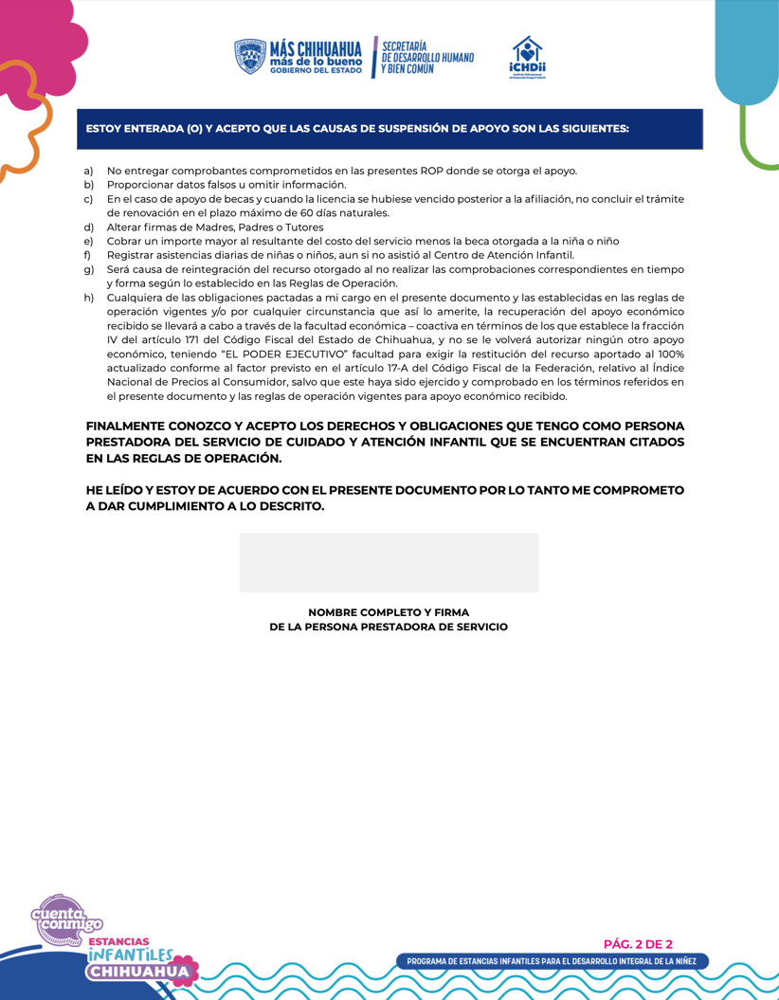 MÁS CHIHUAHUA
más de lo bueno
GOBIERNO DEL ESTADO
SECRETARÍA
DE DESARROLLO HUMANO
Y BIEN COMÚN
iCHDii
ESTOY ENTERADA (O) Y ACEPTO QUE LAS CAUSAS DE SUSPENSIÓN DE APOYO SON LAS SIGUIENTES:
a) No entregar comprobantes comprometidos en las presentes ROP donde se otorga el apoyo.
b) Proporcionar datos falsos u omitir información.
c) En el caso de apoyo de becas y cuando la licencia se hubiese vencido posterior a la afiliación, no concluir el trámite
de renovación en el plazo máximo de 60 días naturales.
d) Alterar firmas de Madres, Padres o Tutores
e) Cobrar un importe mayor al resultante del costo del servicio menos la beca otorgada a la niña o niño
f) Registrar asistencias diarias de niñas o niños, aun si no asistió al Centro de Atención Infantil.
g) Será causa de reintegración del recurso otorgado al no realizar las comprobaciones correspondientes en tiempo
y forma según lo establecido en las Reglas de Operación.
h) Cualquiera de las obligaciones pactadas a mi cargo en el presente documento y las establecidas en las reglas de
operación vigentes y/o por cualquier circunstancia que así lo amerite, la recuperación del apoyo económico
recibido se llevará a cabo a través de la facultad económica – coactiva en términos de los que establece la fracción
IV del artículo 171 del Código Fiscal del Estado de Chihuahua, y no se le volverá autorizar ningún otro apoyo
económico, teniendo “EL PODER EJECUTIVO” facultad para exigir la restitución del recurso aportado al 100%
actualizado conforme al factor previsto en el artículo 17-A del Código Fiscal de la Federación, relativo al Índice
Nacional de Precios al Consumidor, salvo que este haya sido ejercido y comprobado en los términos referidos en
el presente documento y las reglas de operación vigentes para apoyo económico recibido.
FINALMENTE CONOZCO Y ACEPTO LOS DERECHOS Y OBLIGACIONES QUE TENGO COMO PERSONA
PRESTADORA DEL SERVICIO DE CUIDADO Y ATENCIÓN INFANTIL QUE SE ENCUENTRAN CITADOS
EN LAS REGLAS DE OPERACIÓN.
HE LEÍDO Y ESTOY DE ACUERDO CON EL PRESENTE DOCUMENTO POR LO TANTO ME COMPROMETO
A DAR CUMPLIMIENTO A LO DESCRITO.
NOMBRE COMPLETO Y FIRMA
DE LA PERSONA PRESTADORA DE SERVICIO
cuenta
conmigo
ESTANCIAS
iNFANTiLES
CHIHUAHUA
PÁG. 2 DE 2
PROGRAMA DE ESTANCIAS INFANTILES PARA EL DESARROLLO INTEGRAL DE LA NIÑEZ